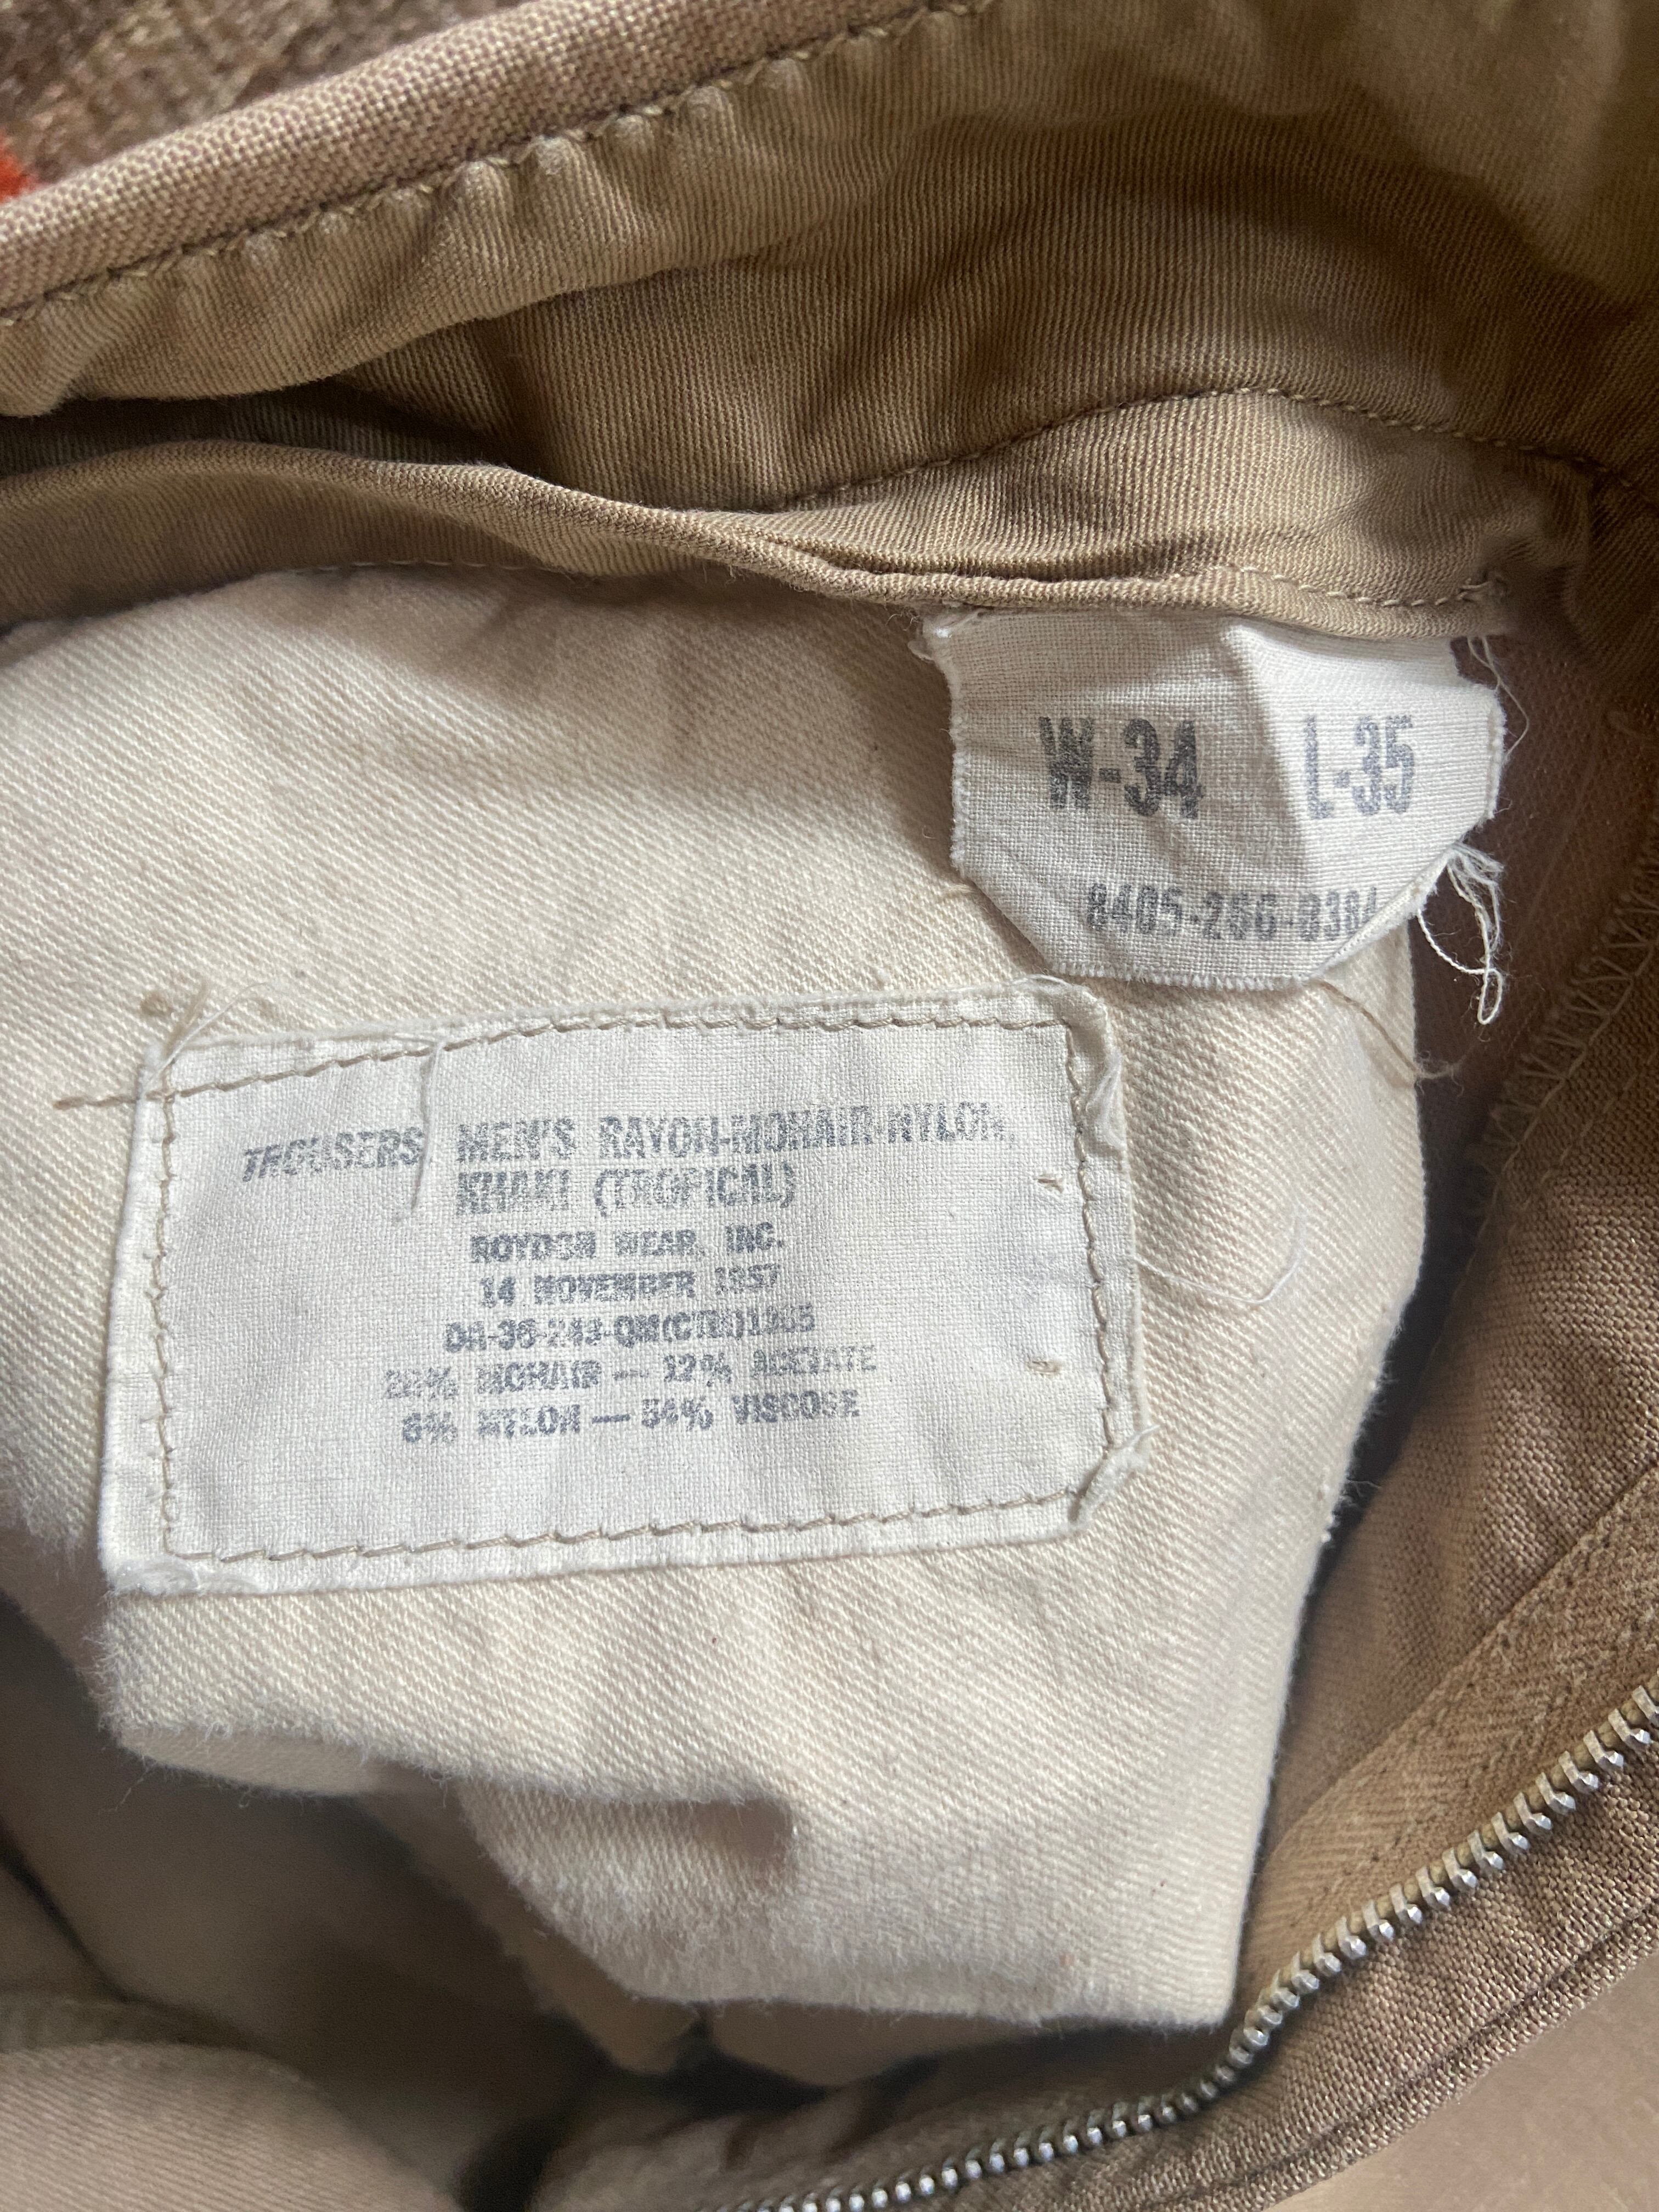 W-34 L-35
8405-256-8384
TROUSERS MEN'S RAYON-MOHAIR-NYLON,
KHAKI (TROPICAL)
ROYDON WEAR, INC.
14 NOVEMBER 1957
DA-36-243-QM(CTM)1965
28% MOHAIR — 12% ACETATE
6% NYLON — 54% VISCOSE